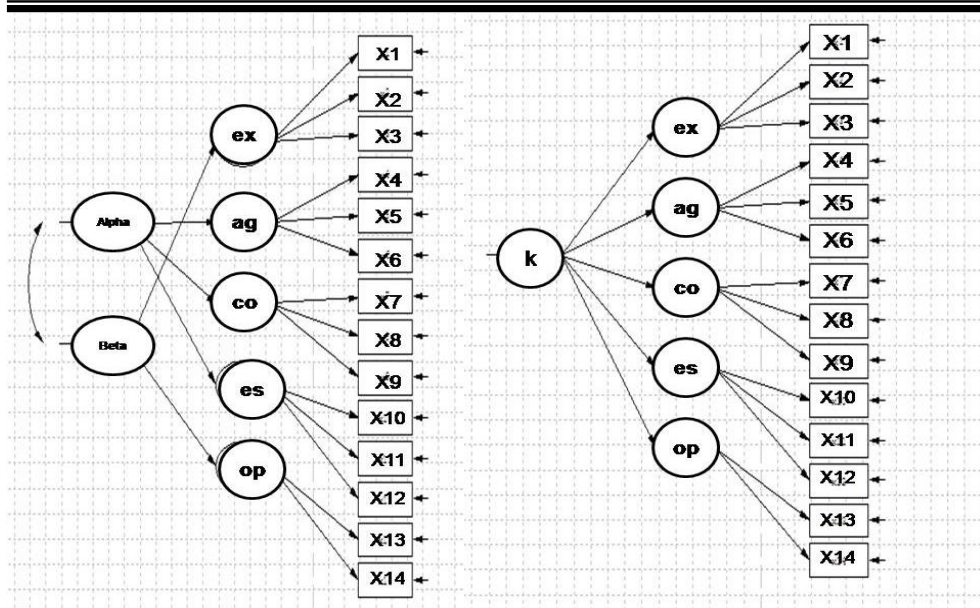 X1
X2
X3
X4
X5
X6
X7
X8
X9
X10
X11
X12
X13
X14
ex
ag
co
es
op
Alpha
Beta
X1
X2
X3
X4
X5
X6
X7
X8
X9
X10
X11
X12
X13
X14
ex
ag
co
es
op
k